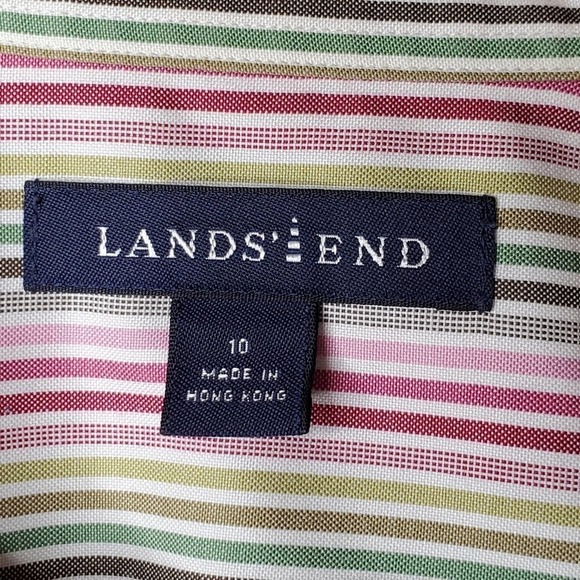 LANDS' END
10
MADE IN
HONG KONG